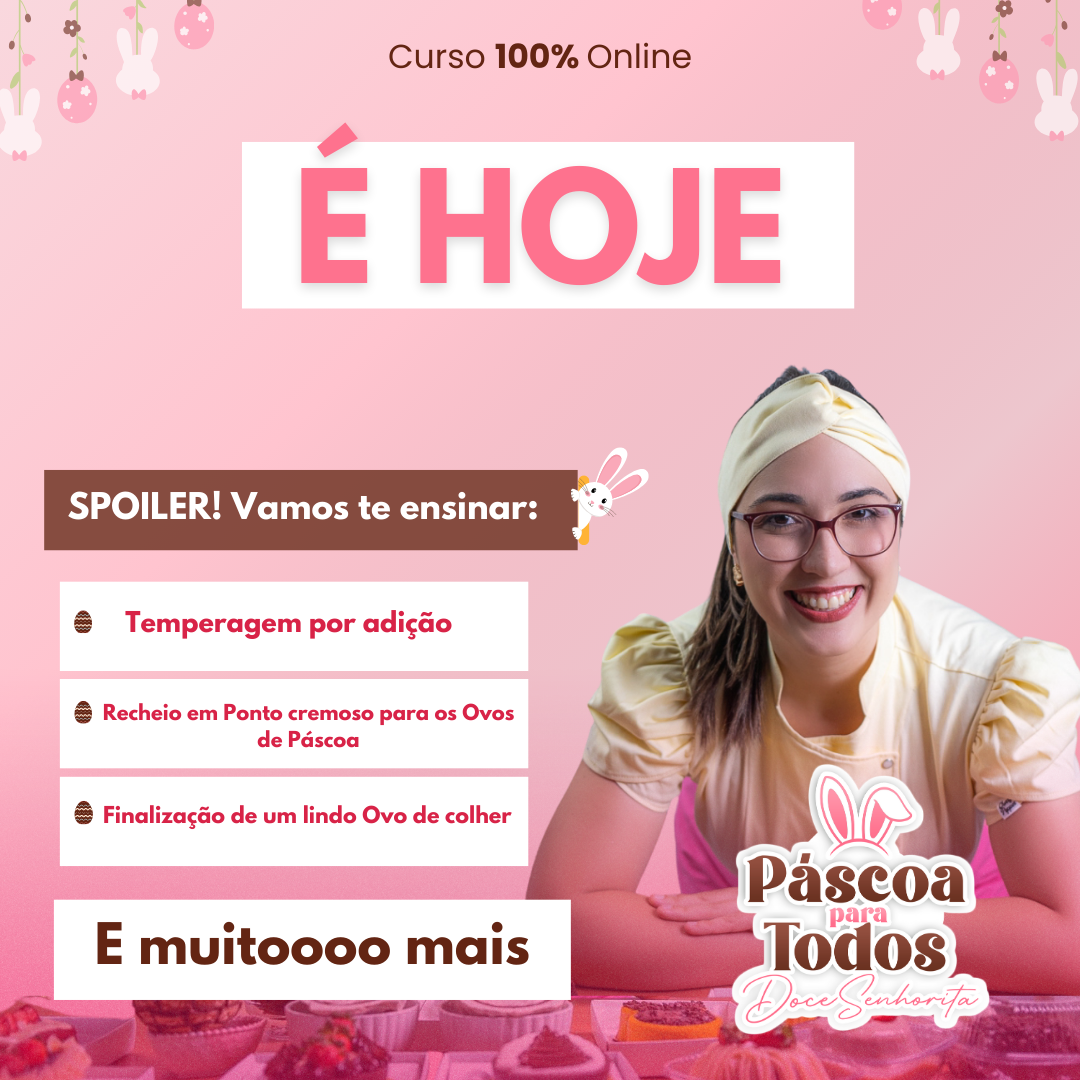 Curso 100% Online
É HOJE
SPOILER! Vamos te ensinar:
Temperagem por adição
Recheio em Ponto cremoso para os Ovos
de Páscoa
Finalização de um lindo Ovo de colher
E muitoooo mais
Páscoa
para
Todos
Doce Senhorita